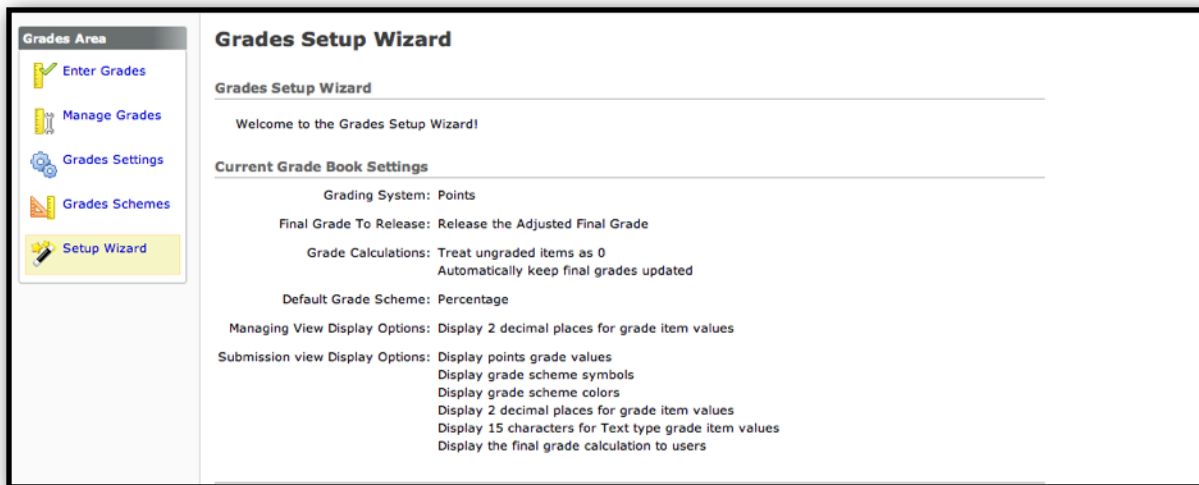 Grades Area
Enter Grades
Manage Grades
Grades Settings
Grades Schemes
Setup Wizard
Grades Setup Wizard
Grades Setup Wizard
Welcome to the Grades Setup Wizard!
Current Grade Book Settings
Grading System: Points
Final Grade To Release: Release the Adjusted Final Grade
Grade Calculations: Treat ungraded items as 0
Automatically keep final grades updated
Default Grade Scheme: Percentage
Managing View Display Options: Display 2 decimal places for grade item values
Submission view Display Options: Display points grade values
Display grade scheme symbols
Display grade scheme colors
Display 2 decimal places for grade item values
Display 15 characters for Text type grade item values
Display the final grade calculation to users